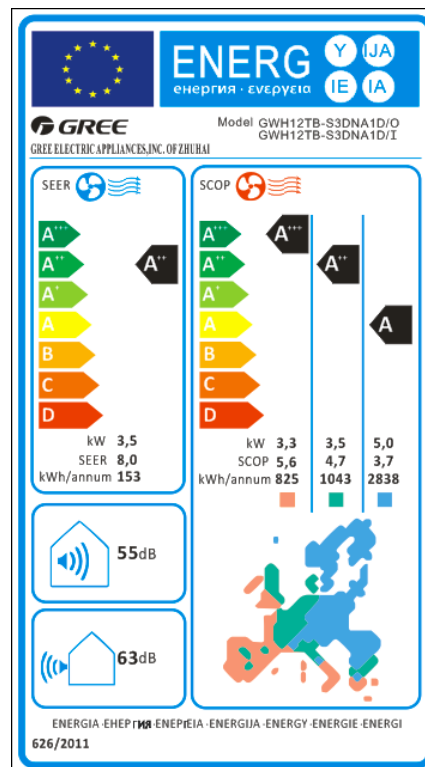 ENERG
енергия · ενεργεια
Y IJA
IE IA
GREE
Model GWH12TB-S3DNA1D/O
GWH12TB-S3DNA1D/I
GREE ELECTRIC APPLIANCES,INC. OF ZHUHAI
SEER
A+++
A++
A+
A
B
C
D
A++
kW 3,5
SEER 8,0
kWh/annum 153
SCOP
A+++
A++
A+
A
B
C
D
A+++
A++
A
kW 3,3 3,5 5,0
SCOP 5,6 4,7 3,7
kWh/annum 825 1043 2838
55dB
63dB
ENERGIA ·ЕНЕРГИЯ ·ΕΝΕΡΓΕΙΑ ·ENERGIJA ·ENERGY ·ENERGIE ·ENERGI
626/2011